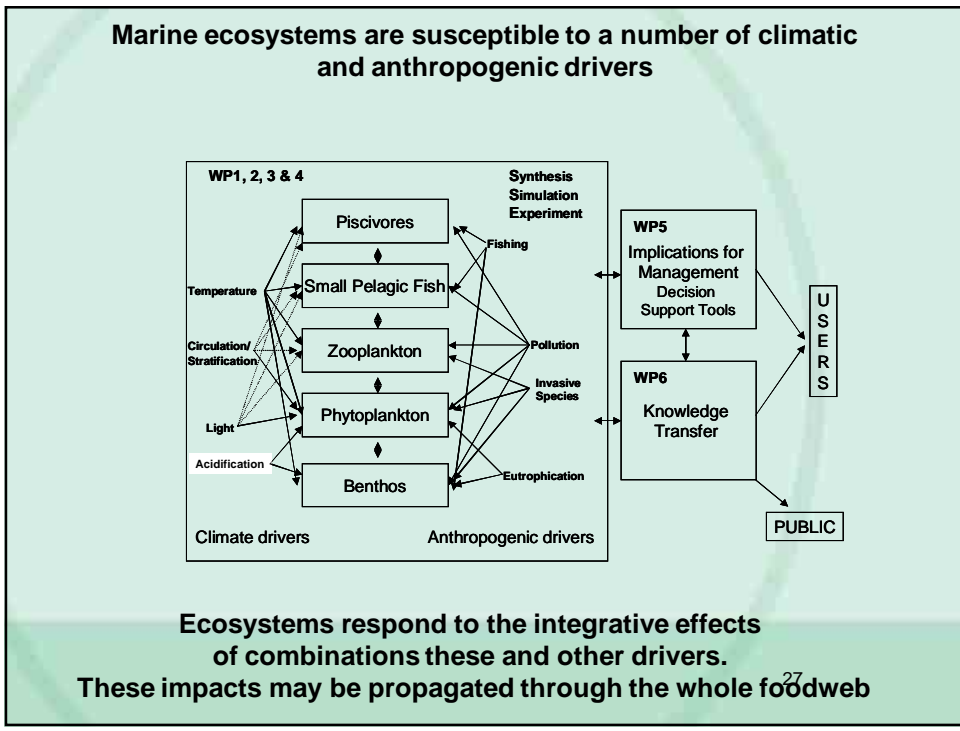 Marine ecosystems are susceptible to a number of climatic
and anthropogenic drivers
WP1, 2, 3 & 4
Synthesis
Simulation
Experiment
Piscivores
Small Pelagic Fish
Zooplankton
Phytoplankton
Benthos
Temperature
Circulation/
Stratification
Light
Acidification
Fishing
Pollution
Invasive
Species
Eutrophication
Climate drivers
Anthropogenic drivers
WP5
Implications for
Management
Decision
Support Tools
WP6
Knowledge
Transfer
USERS
PUBLIC
Ecosystems respond to the integrative effects
of combinations these and other drivers.
These impacts may be propagated through the whole foodweb
27